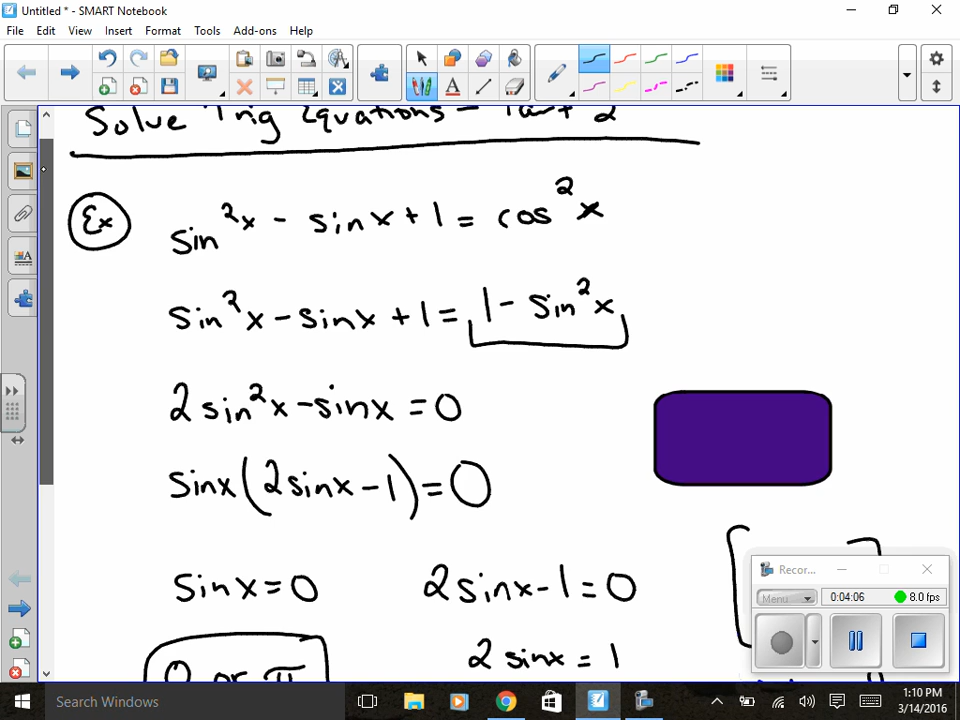 Untitled * - SMART Notebook
File Edit View Insert Format Tools Add-ons Help
Solve Trig Equations - Part 2
Ex
sin²x - sinx + 1 = cos²x
sin²x - sinx + 1 = 1 - sin²x
2sin²x - sinx = 0
sinx(2sinx - 1) = 0
sinx = 0 2sinx - 1 = 0
2sinx = 1
0 or π
Recor...
Menu 0:04:06 8.0 fps
Search Windows
1:10 PM
3/14/2016